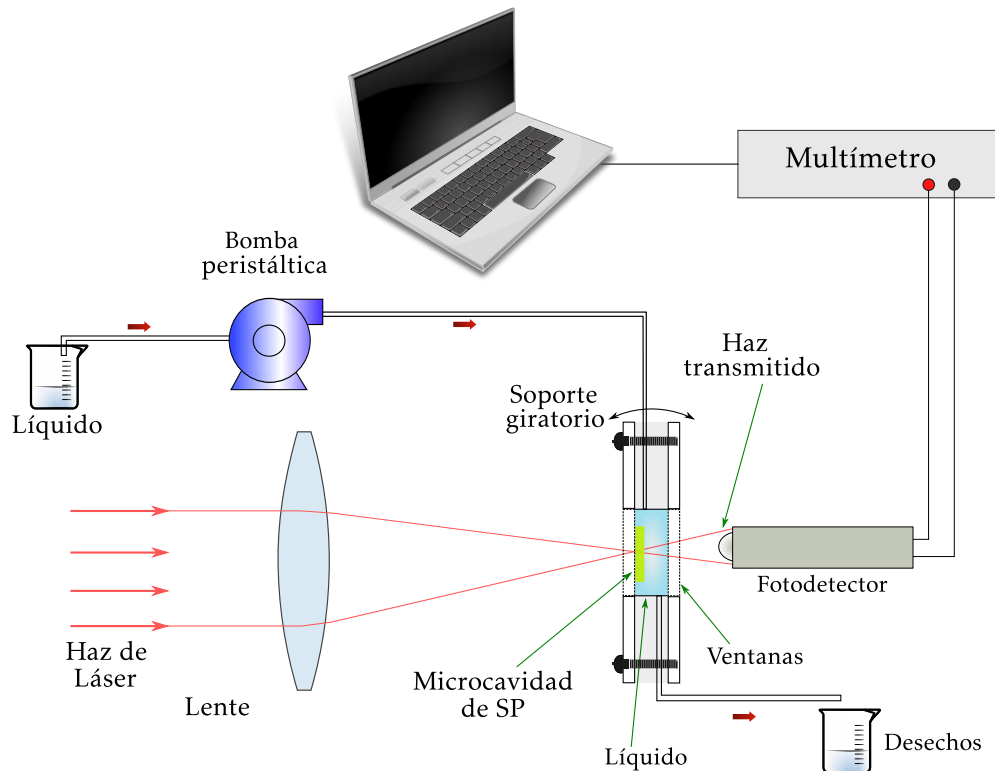 Multímetro
Bomba
peristáltica
Haz
transmitido
Soporte
giratorio
Líquido
Fotodetector
Haz de
Láser
Lente
Microcavidad
de SP
Ventanas
Líquido
Desechos